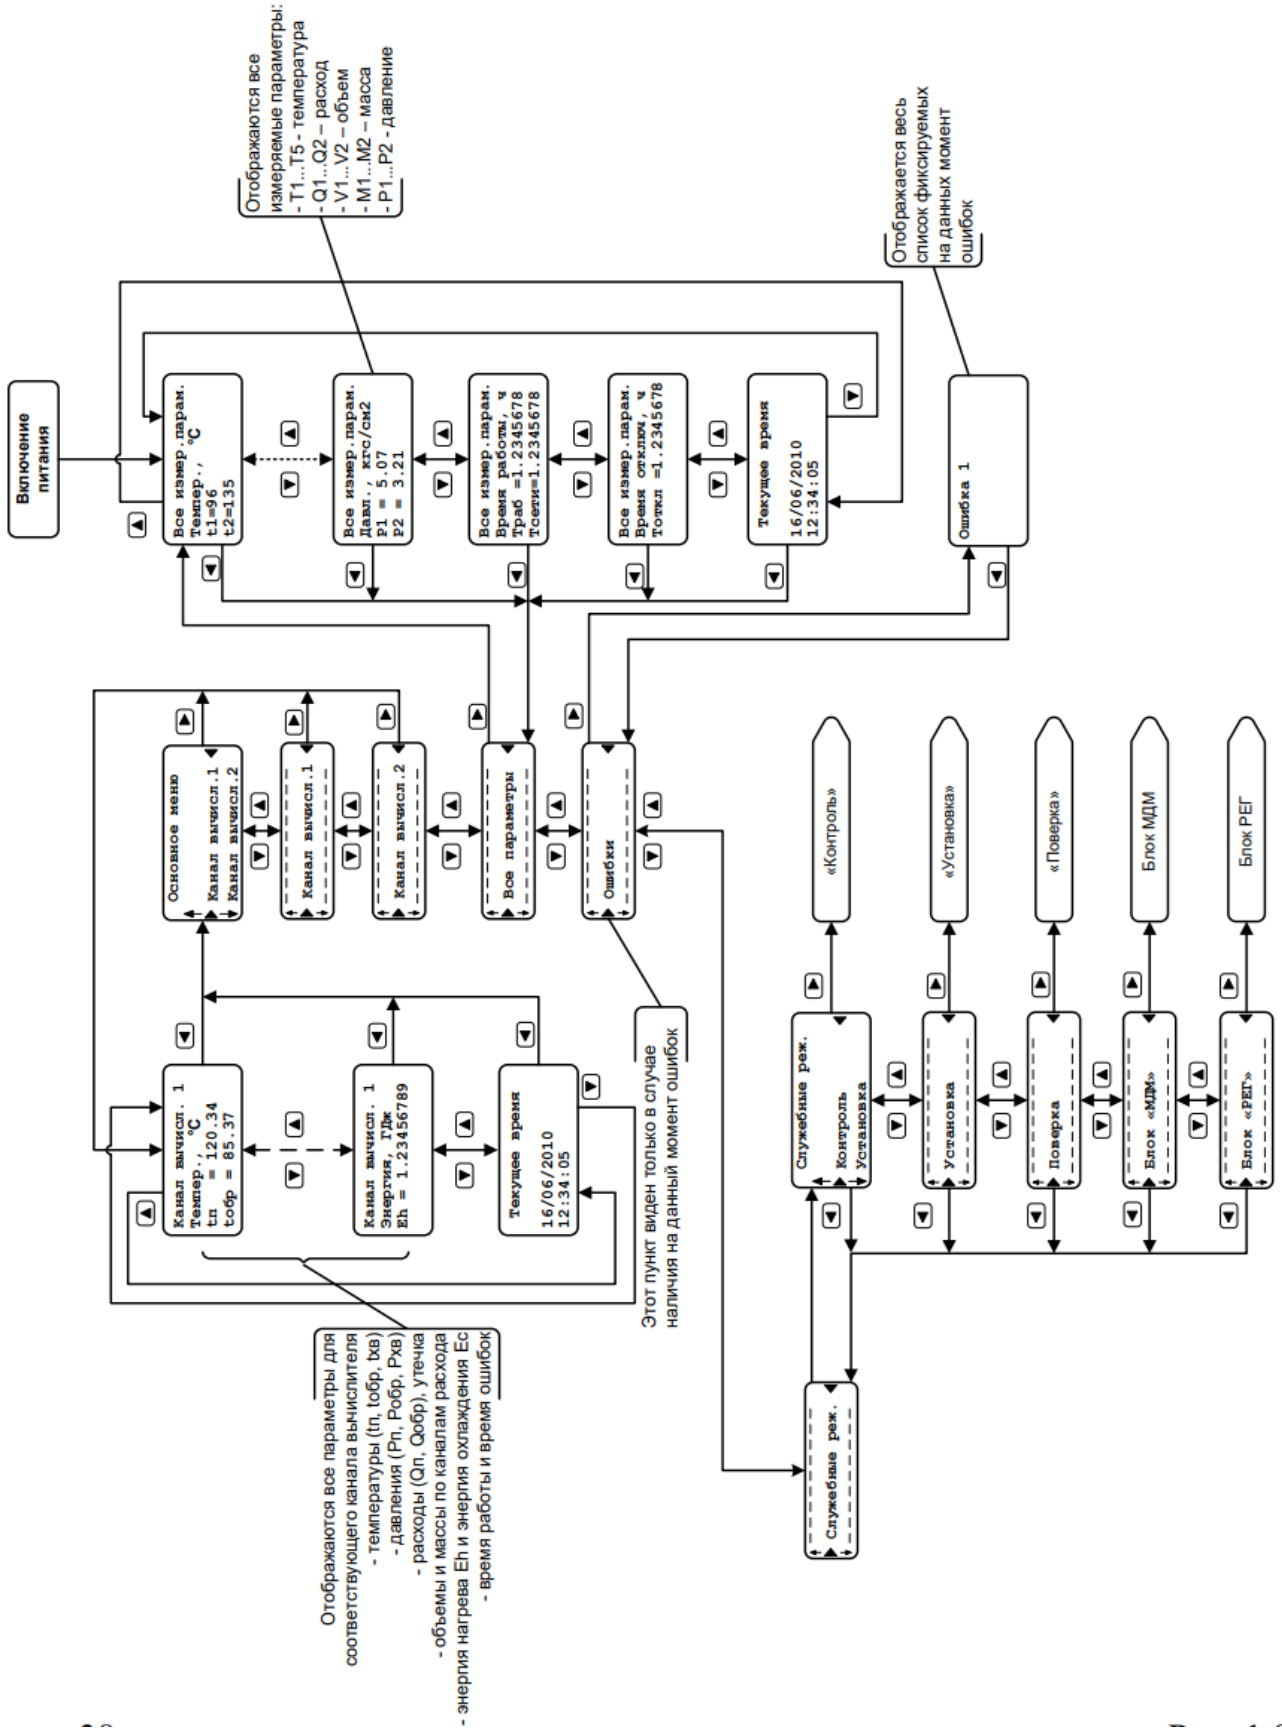 Включение
питания
Отображаются все
измеряемые параметры:
- T1...T5 - температура
- Q1...Q2 – расход
- V1...V2 – объем
- M1...M2 – масса
- P1...P2 - давление
Все измер.парам.
Темпер., °C
t1=96
t2=135
Все измер.парам.
Давл., кгс/см2
P1 = 5.07
P2 = 3.21
Все измер.парам.
Время работы, ч
Траб =1.2345678
Тсети=1.2345678
Все измер.парам.
Время отключ, ч
Тоткл =1.2345678
Текущее время
16/06/2010
12:34:05
Отображается весь
список фиксируемых
на данных момент
ошибок
Ошибка 1
Основное меню
Канал вычисл.1
Канал вычисл.2
Канал вычисл.1
Канал вычисл.2
Все параметры
Ошибки
Канал вычисл. 1
Темпер., °C
tп = 120.34
tобр = 85.37
Канал вычисл. 1
Энергия, ГДж
Eh = 1.23456789
Текущее время
16/06/2010
12:34:05
Этот пункт виден только в случае
наличия на данный момент ошибок
Отображаются все параметры для
соответствующего канала вычислителя
- температуры (tп, tобр, tхв)
- давления (Рп, Робр, Рхв)
- расходы (Qп, Qобр), утечка
- объемы и массы по каналам расхода
- энергия нагрева Eh и энергия охлаждения Ec
- время работы и время ошибок
Служебные реж.
Служебные реж.
Контроль
Установка
Установка
Поверка
Блок «МДМ»
Блок «РЕГ»
«Контроль»
«Установка»
«Поверка»
Блок МДМ
Блок РЕГ